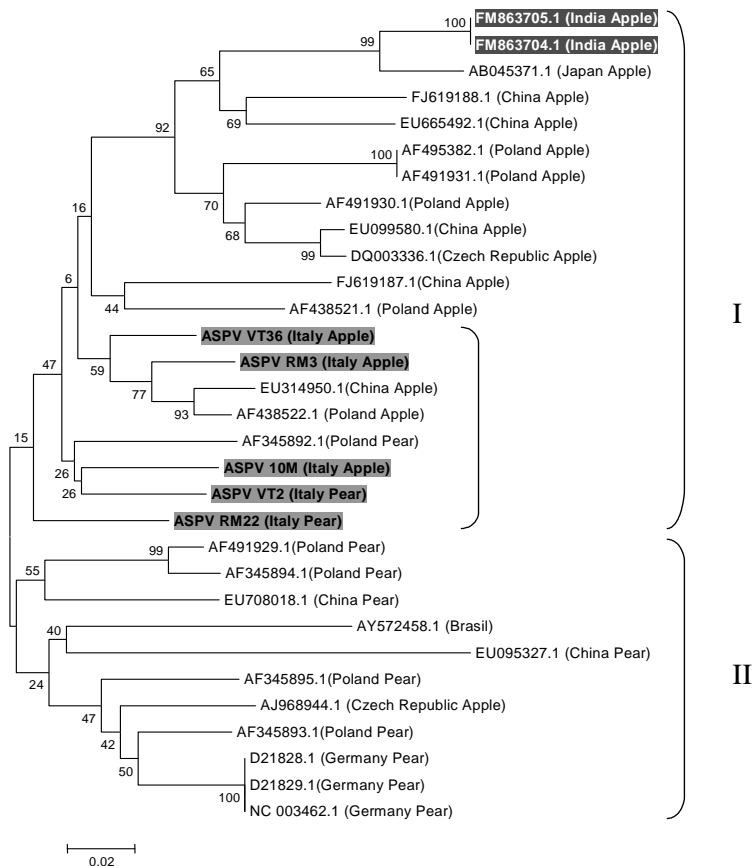 100
FM863705.1 (India Apple)
FM863704.1 (India Apple)
99
AB045371.1 (Japan Apple)
65
FJ619188.1 (China Apple)
69
EU665492.1(China Apple)
92
100
AF495382.1 (Poland Apple)
AF491931.1 (Poland Apple)
70
AF491930.1(Poland Apple)
68
EU099580.1 (China Apple)
99
DQ003336.1(Czech Republic Apple)
16
FJ619187.1(China Apple)
44
AF438521.1 (Poland Apple)
6
ASPV VT36 (Italy Apple)
59
ASPV RM3 (Italy Apple)
77
EU314950.1(China Apple)
93
AF438522.1 (Poland Apple)
47
AF345892.1(Poland Pear)
26
ASPV 10M (Italy Apple)
26
ASPV VT2 (Italy Pear)
15
ASPV RM22 (Italy Pear)
I
99
AF491929.1(Poland Pear)
AF345894.1(Poland Pear)
55
EU708018.1 (China Pear)
40
AY572458.1 (Brasil)
EU095327.1 (China Pear)
24
AF345895.1(Poland Pear)
47
AJ968944.1 (Czech Republic Apple)
42
AF345893.1(Poland Pear)
50
D21828.1 (Germany Pear)
D21829.1(Germany Pear)
100
NC 003462.1 (Germany Pear)
II
0.02